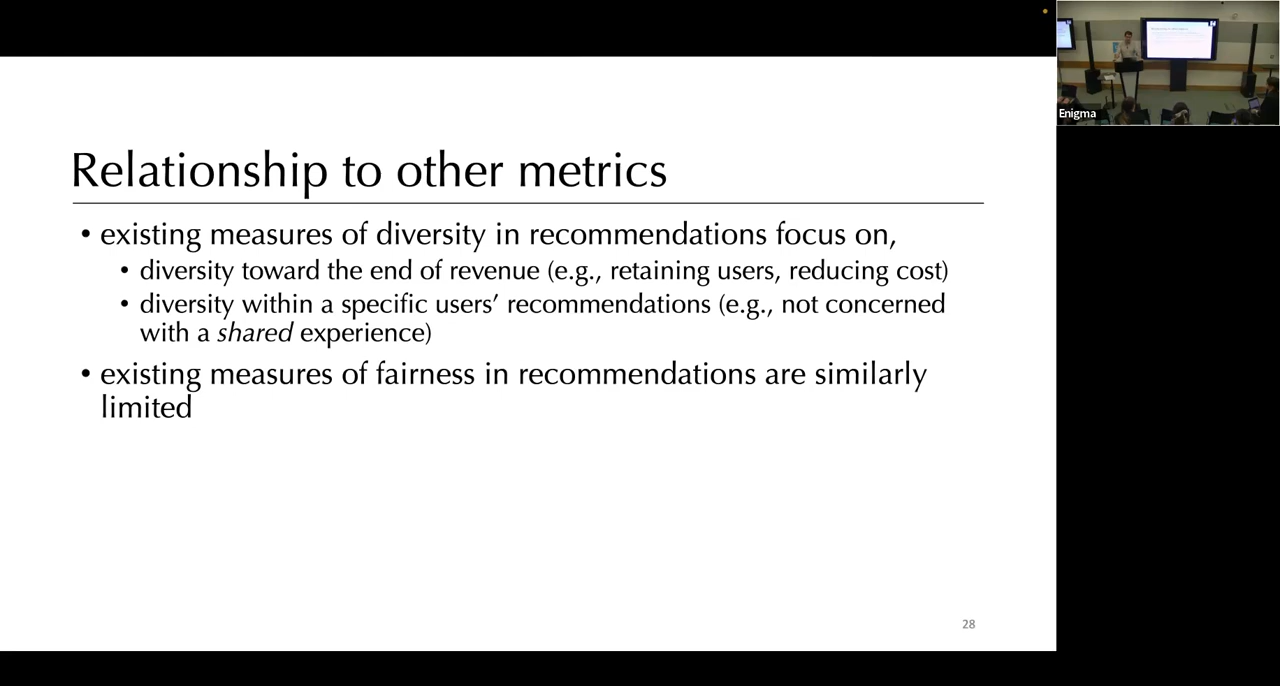 Relationship to other metrics
• existing measures of diversity in recommendations focus on,
• diversity toward the end of revenue (e.g., retaining users, reducing cost)
• diversity within a specific users’ recommendations (e.g., not concerned
with a shared experience)
• existing measures of fairness in recommendations are similarly
limited
28
Enigma